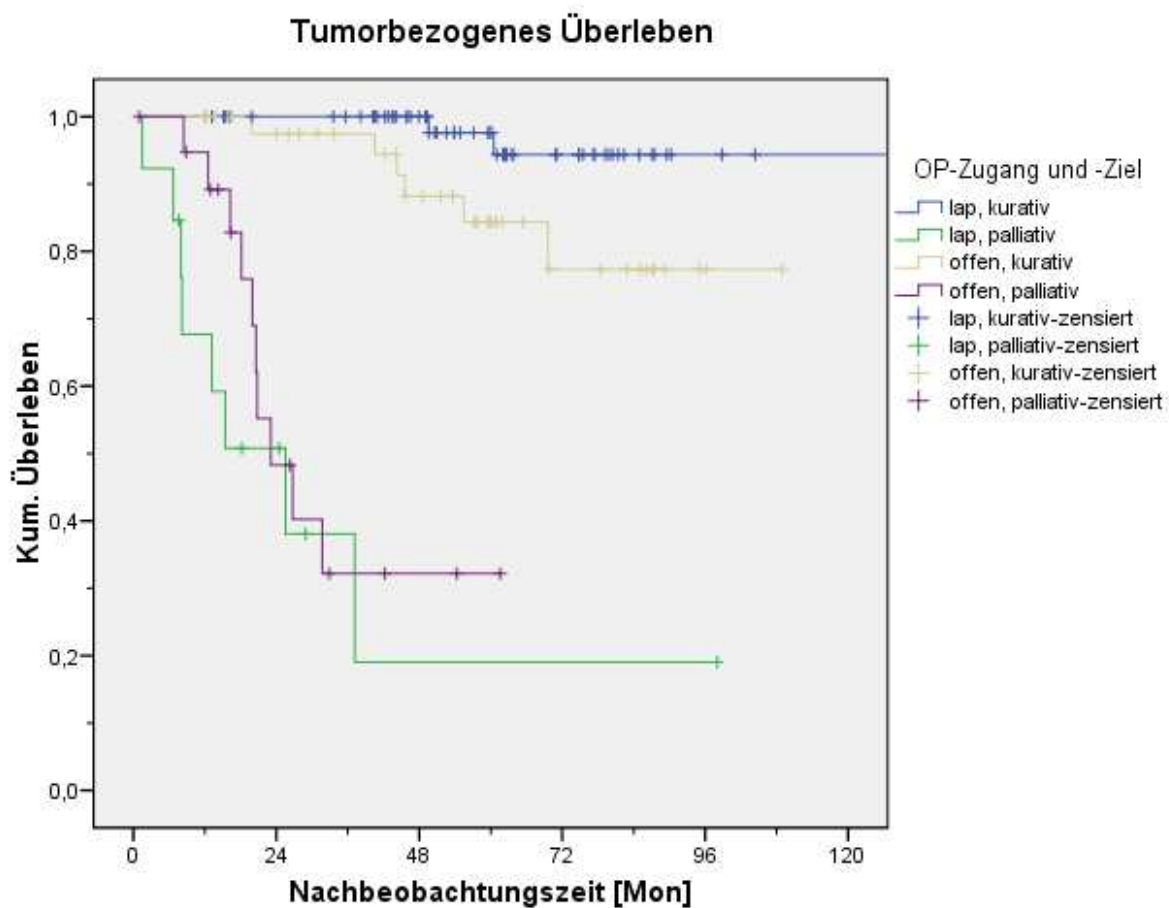 Tumorbezogenes Überleben
Kum. Überleben
1,0
0,8
0,6
0,4
0,2
0,0
0 24 48 72 96 120
Nachbeobachtungszeit [Mon]
OP-Zugang und -Ziel
lap, kurativ
lap, palliativ
offen, kurativ
offen, palliativ
lap, kurativ-zensiert
lap, palliativ-zensiert
offen, kurativ-zensiert
offen, palliativ-zensiert